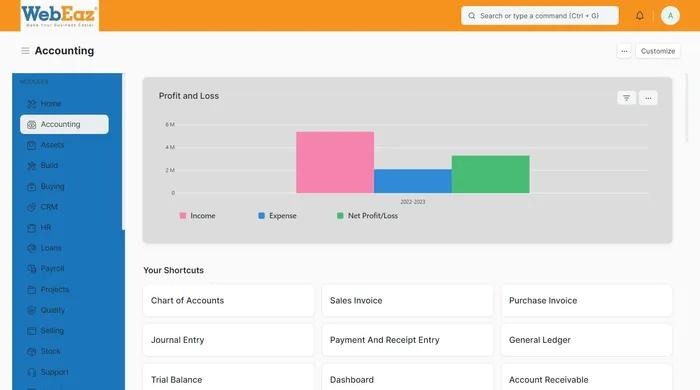 WebEaz
Make Your Business Easier
Search or type a command (Ctrl + G)
A
Accounting
Customize
MODULES
Home
Accounting
Assets
Build
Buying
CRM
HR
Loans
Payroll
Projects
Quality
Selling
Stock
Support
Profit and Loss
6 M
4 M
2 M
0
2022-2023
Income
Expense
Net Profit/Loss
Your Shortcuts
Chart of Accounts
Sales Invoice
Purchase Invoice
Journal Entry
Payment And Receipt Entry
General Ledger
Trial Balance
Dashboard
Account Receivable